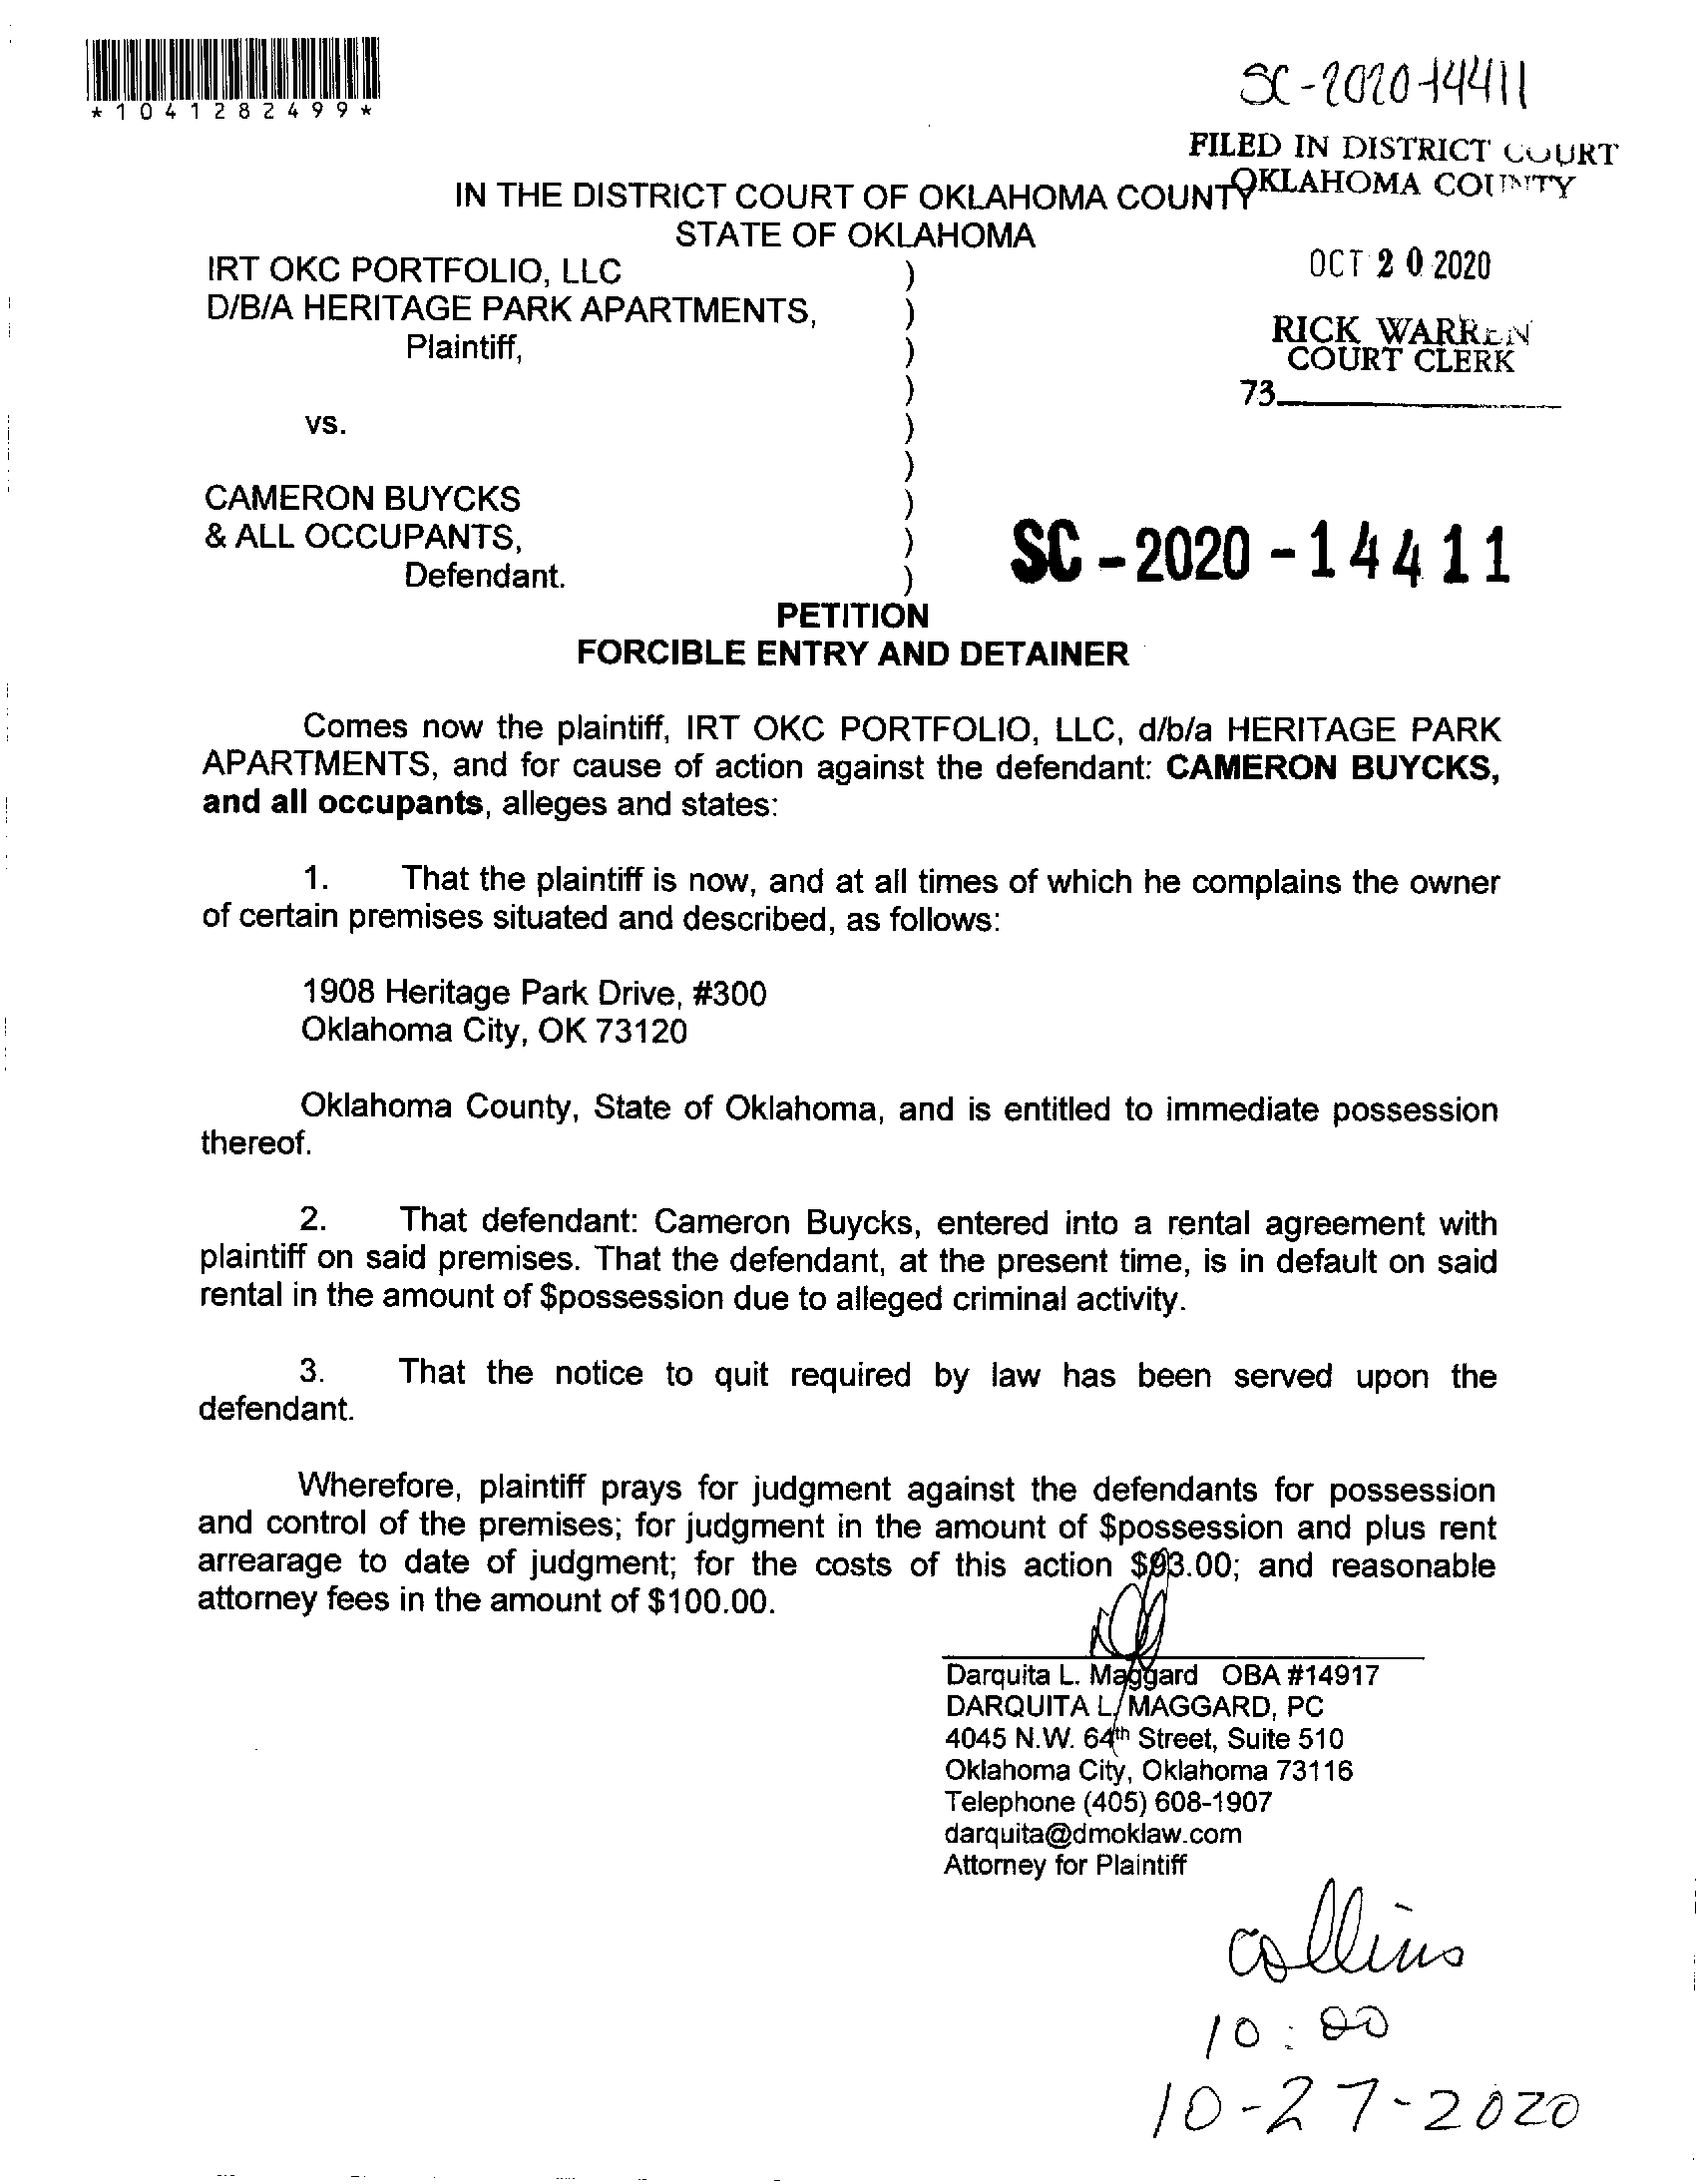 *1041282499*
SC-2020-14411
FILED IN DISTRICT COURT
OKLAHOMA COUNTY
IN THE DISTRICT COURT OF OKLAHOMA COUNTY
STATE OF OKLAHOMA
OCT 20 2020
RICK WARREN
COURT CLERK
73
IRT OKC PORTFOLIO, LLC )
D/B/A HERITAGE PARK APARTMENTS, )
Plaintiff, )
)
vs. )
)
CAMERON BUYCKS )
& ALL OCCUPANTS, )
Defendant. )
SC-2020-14411
PETITION
FORCIBLE ENTRY AND DETAINER
Comes now the plaintiff, IRT OKC PORTFOLIO, LLC, d/b/a HERITAGE PARK
APARTMENTS, and for cause of action against the defendant: CAMERON BUYCKS,
and all occupants, alleges and states:
1. That the plaintiff is now, and at all times of which he complains the owner
of certain premises situated and described, as follows:
1908 Heritage Park Drive, #300
Oklahoma City, OK 73120
Oklahoma County, State of Oklahoma, and is entitled to immediate possession
thereof.
2. That defendant: Cameron Buycks, entered into a rental agreement with
plaintiff on said premises. That the defendant, at the present time, is in default on said
rental in the amount of $possession due to alleged criminal activity.
3. That the notice to quit required by law has been served upon the
defendant.
Wherefore, plaintiff prays for judgment against the defendants for possession
and control of the premises; for judgment in the amount of $possession and plus rent
arrearage to date of judgment; for the costs of this action $93.00; and reasonable
attorney fees in the amount of $100.00.
Darquita L. Maggard OBA #14917
DARQUITA L. MAGGARD, PC
4045 N.W. 64th Street, Suite 510
Oklahoma City, Oklahoma 73116
Telephone (405) 608-1907
darquita@dmoklaw.com
Attorney for Plaintiff
Collins
10:00
10-27-2020